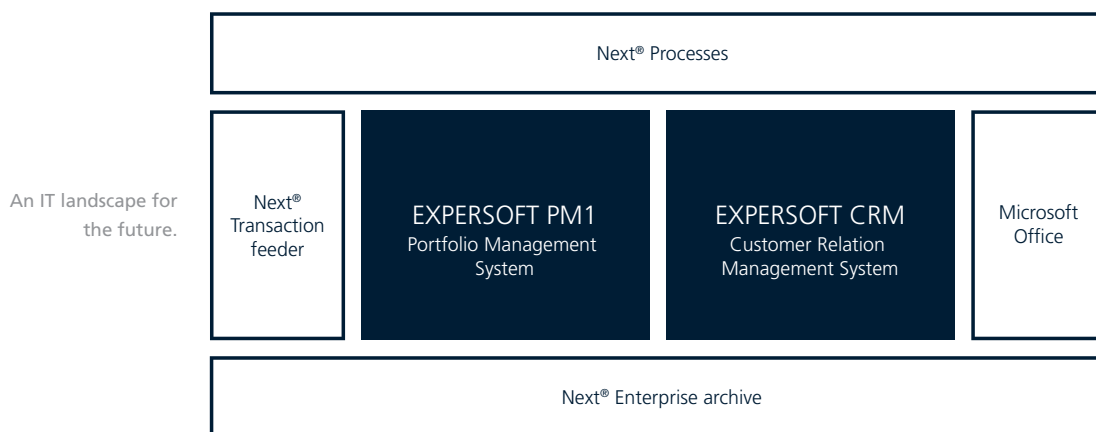 Next® Processes
An IT landscape for
the future.
Next®
Transaction
feeder
EXPERSOFT PM1
Portfolio Management
System
EXPERSOFT CRM
Customer Relation
Management System
Microsoft
Office
Next® Enterprise archive